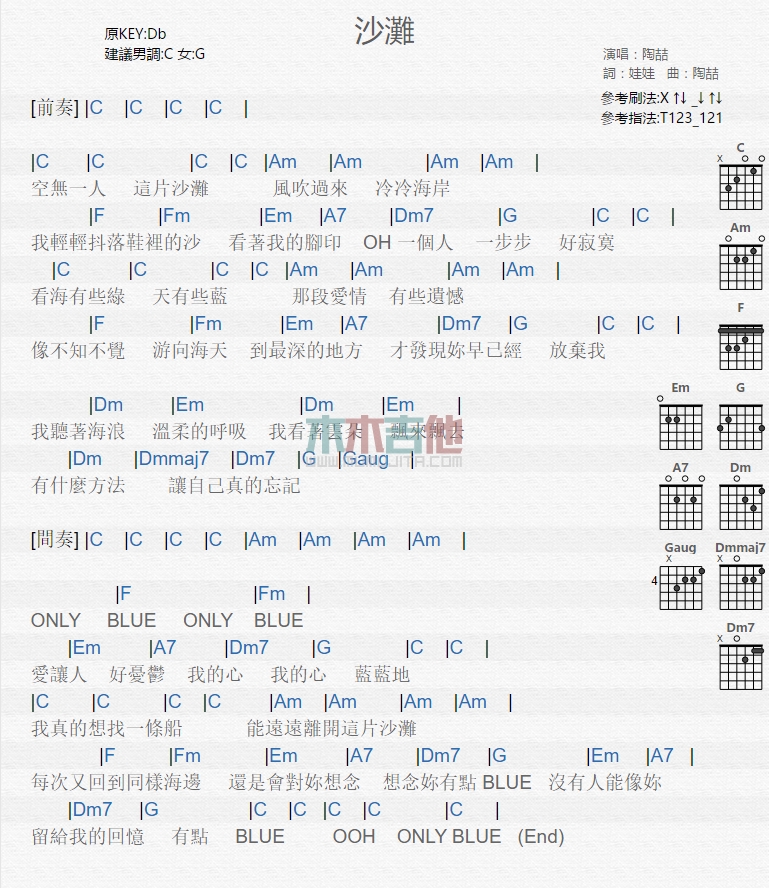 沙灘
原KEY:Db
建議男調:C 女:G
演唱：陶喆
詞：娃娃 曲：陶喆
參考刷法:X ↑↓ _↓ ↑↓
參考指法:T123_121
[前奏] |C |C |C |C |
|C |C |C |C |Am |Am |Am |Am |
空無一人 這片沙灘 風吹過來 冷冷海岸
|F |Fm |Em |A7 |Dm7 |G |C |C |
我輕輕抖落鞋裡的沙 看著我的腳印 OH 一個人 一步步 好寂寞
|C |C |C |C |Am |Am |Am |Am |
看海有些綠 天有些藍 那段愛情 有些遺憾
|F |Fm |Em |A7 |Dm7 |G |C |C |
像不知不覺 游向海天 到最深的地方 才發現妳早已經 放棄我
|Dm |Em |Dm |Em |
我聽著海浪 溫柔的呼吸 我看著雲朵 飄來飄去
|Dm |Dmmaj7 |Dm7 |G |Gaug |
有什麼方法 讓自己真的忘記
[間奏] |C |C |C |C |Am |Am |Am |Am |
|F |Fm |
ONLY BLUE ONLY BLUE
|Em |A7 |Dm7 |G |C |C |
愛讓人 好憂鬱 我的心 我的心 藍藍地
|C |C |C |C |Am |Am |Am |Am |
我真的想找一條船 能遠遠離開這片沙灘
|F |Fm |Em |A7 |Dm7 |G |Em |A7 |
每次又回到同樣海邊 還是會對妳想念 想念妳有點 BLUE 沒有人能像妳
|Dm7 |G |C |C |C |C |C |
留給我的回憶 有點 BLUE OOH ONLY BLUE (End)
C
X
Am
F
Em G
A7 Dm
Gaug Dmmaj7
X X
4
Dm7
X
木木吉他